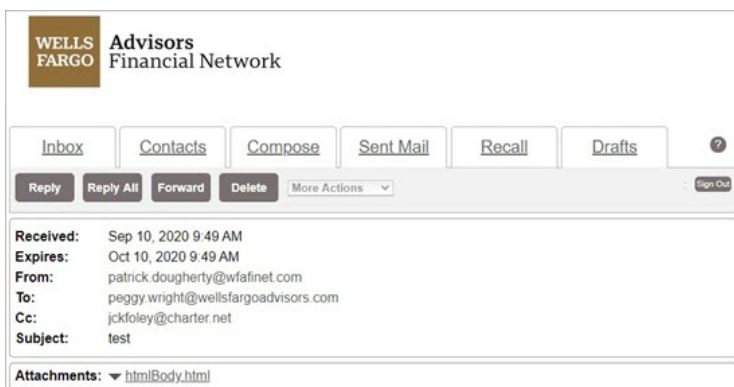 WELLS
FARGO
Advisors
Financial Network
Inbox Contacts Compose Sent Mail Recall Drafts ?
Reply Reply All Forward Delete More Actions : Sign Out
Received: Sep 10, 2020 9:49 AM
Expires: Oct 10, 2020 9:49 AM
From: patrick.dougherty@wfafinet.com
To: peggy.wright@wellsfargoadvisors.com
Cc: jckfoley@charter.net
Subject: test
Attachments: htmlBody.html